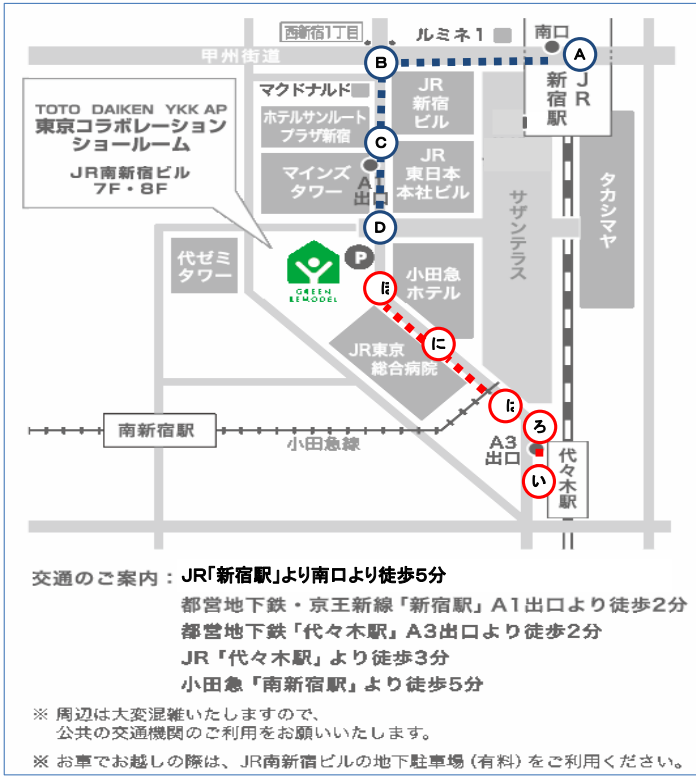 西新宿1丁目
ルミネ1
南口
A
甲州街道
B
JR
新宿駅
マクドナルド
JR
新宿
ビル
TOTO DAIKEN YKK AP
東京コラボレーション
ショールーム
JR南新宿ビル
7F・8F
ホテルサンルート
プラザ新宿
C
マインズ
タワー
A1
出口
JR
東日本
本社ビル
サザンテラス
タカシマヤ
D
代ゼミ
タワー
P
GREEN
REMODEL
小田急
ホテル
ほ
に
JR東京
総合病院
は
ろ
南新宿駅
小田急線
A3
出口
代々木駅
い
交通のご案内：JR「新宿駅」より南口より徒歩5分
都営地下鉄・京王新線「新宿駅」A1出口より徒歩2分
都営地下鉄「代々木駅」A3出口より徒歩2分
JR「代々木駅」より徒歩3分
小田急「南新宿駅」より徒歩5分
※ 周辺は大変混雑いたしますので、
公共の交通機関のご利用をお願いいたします。
※ お車でお越しの際は、JR南新宿ビルの地下駐車場（有料）をご利用ください。